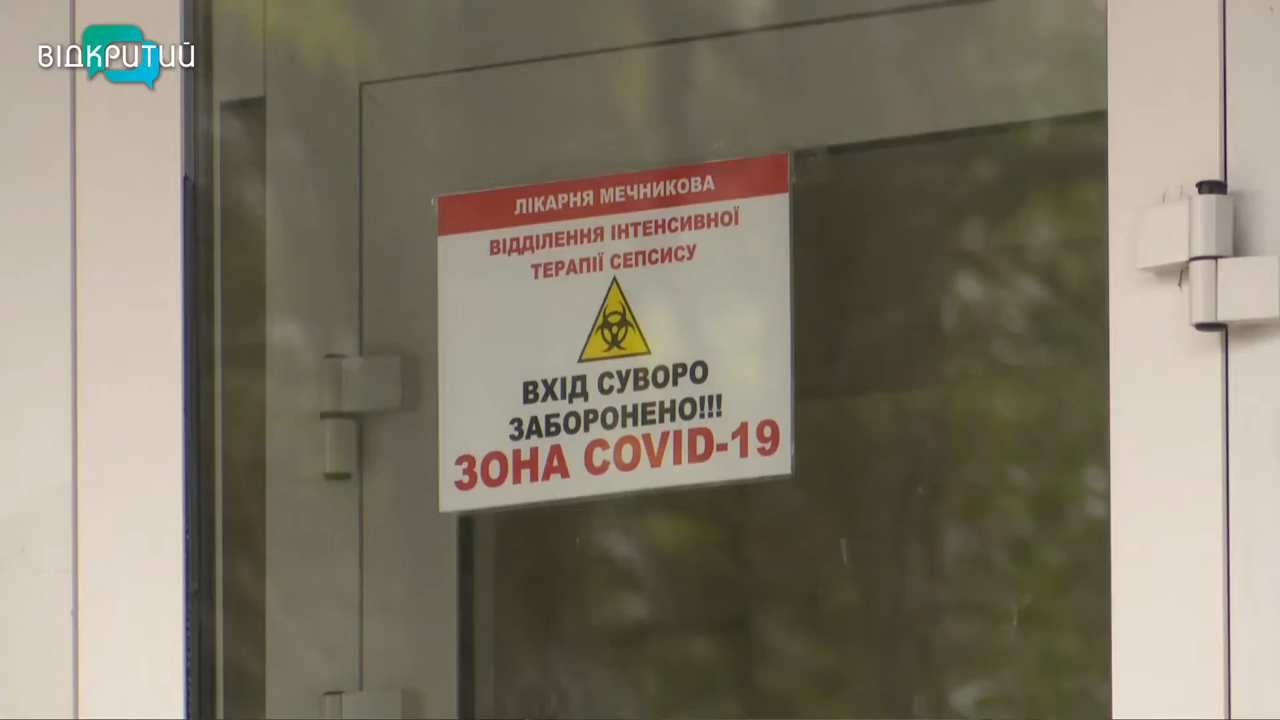 ВІДКРИТИЙ
ЛІКАРНЯ МЕЧНИКОВА
ВІДДІЛЕННЯ ІНТЕНСИВНОЇ
ТЕРАПІЇ СЕПСИСУ
ВХІД СУВОРО
ЗАБОРОНЕНО!!!
ЗОНА COVID-19